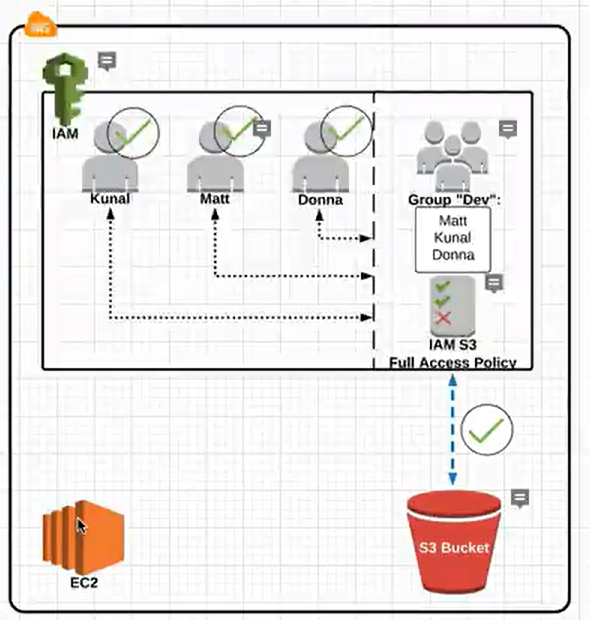 IAM
Kunal
Matt
Donna
Group "Dev":
Matt
Kunal
Donna
IAM S3
Full Access Policy
S3 Bucket
EC2